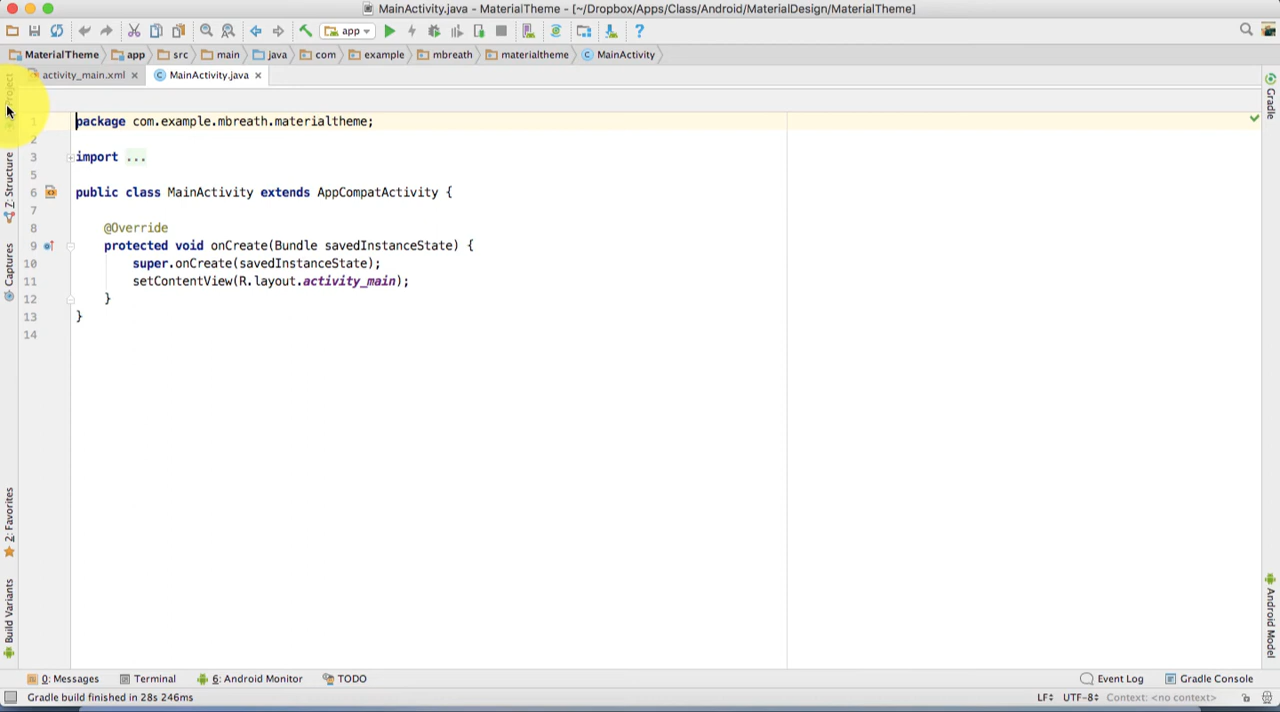 MainActivity.java - MaterialTheme - [~/Dropbox/Apps/Class/Android/MaterialDesign/MaterialTheme]
app
MaterialTheme app src main java com example mbreath materialtheme MainActivity
activity_main.xml MainActivity.java
Project
Z: Structure
Captures
2: Favorites
Build Variants
Gradle
Android Model
1 package com.example.mbreath.materialtheme;
2
3 import ...
5
6 public class MainActivity extends AppCompatActivity {
7
8 @Override
9 protected void onCreate(Bundle savedInstanceState) {
10 super.onCreate(savedInstanceState);
11 setContentView(R.layout.activity_main);
12 }
13 }
14
0: Messages Terminal 6: Android Monitor TODO Event Log Gradle Console
Gradle build finished in 28s 246ms LF UTF-8 Context: <no context>